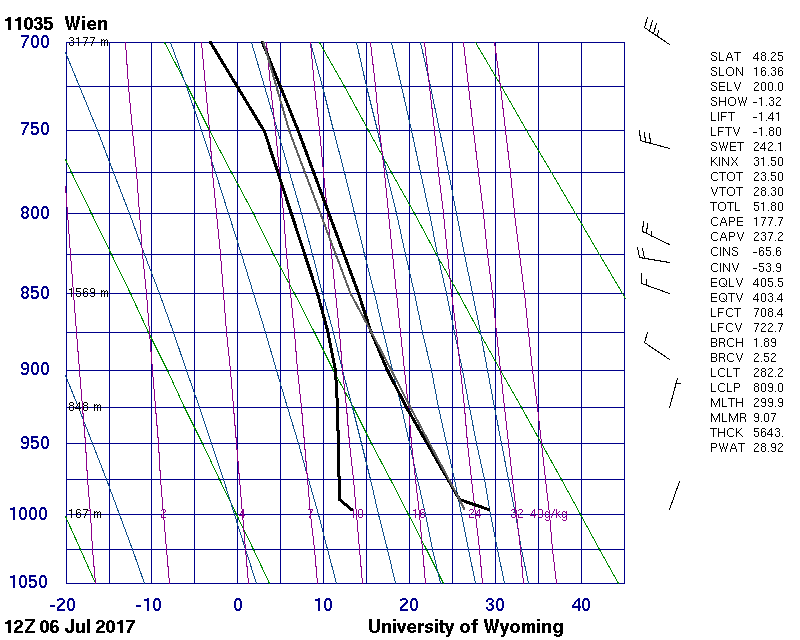 11035 Wien
700
3177 m
750
800
850
1569 m
900
848 m
950
1000
167 m
2
4
7
10
16
24
32
40g/kg
1050
-20
-10
0
10
20
30
40
12Z 06 Jul 2017
University of Wyoming
SLAT 48.25
SLON 16.36
SELV 200.0
SHOW -1.32
LIFT -1.41
LFTV -1.80
SWET 242.1
KINX 31.50
CTOT 23.50
VTOT 28.30
TOTL 51.80
CAPE 177.7
CAPV 237.2
CINS -65.6
CINV -53.9
EQLV 405.5
EQTV 403.4
LFCT 708.4
LFCV 722.7
BRCH 1.89
BRCV 2.52
LCLT 282.2
LCLP 809.0
MLTH 299.9
MLMR 9.07
THCK 5643.
PWAT 28.92